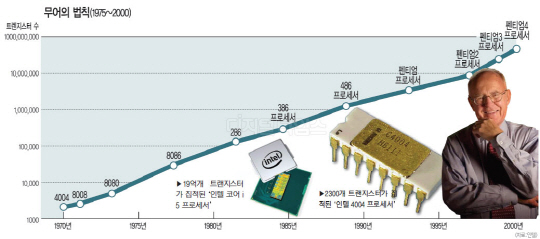 무어의 법칙(1975~2000)
트랜지스터 수
1000,000,000
10,000,000
1,000,000
100,000
10,000
1000
4004
8008
8080
8086
286
386
프로세서
486
프로세서
펜티엄
프로세서
펜티엄2
프로세서
펜티엄3
프로세서
펜티엄4
프로세서
intel
▶19억개 트랜지스터
가 집적된 '인텔 코어 i
5 프로세서'
C4004
▶2300개 트랜지스터가 집
적된 '인텔 4004 프로세서'
1970년
1975년
1980년
1985년
1990년
1995년
2000년